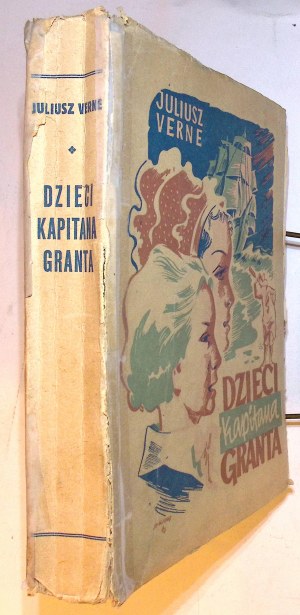 JULIUSZ VERNE
DZIECI
KAPITANA
GRANTA
JULIUSZ
VERNE
DZIECI
Kapitana
GRANTA